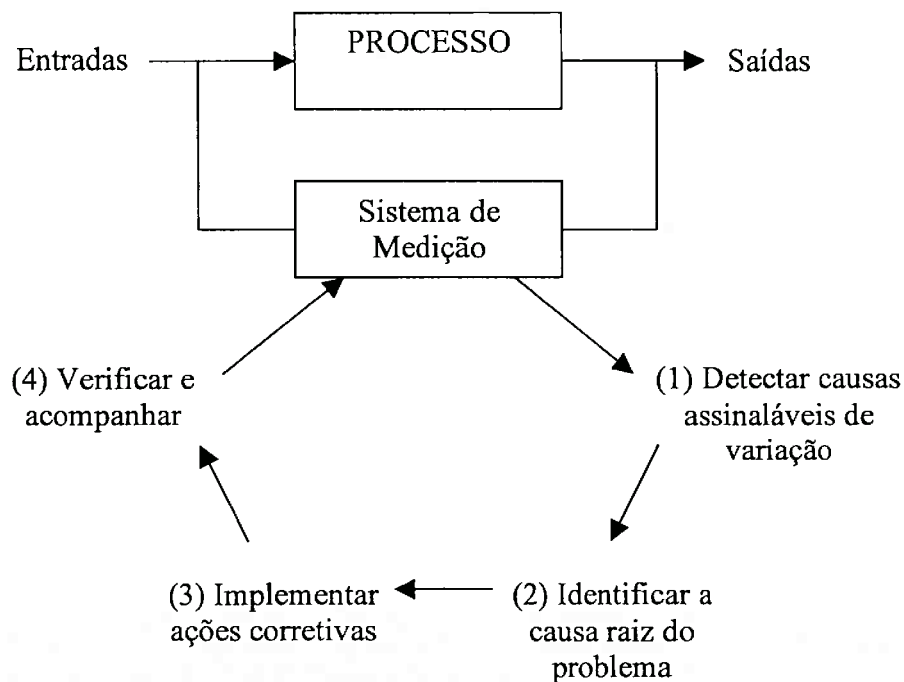 PROCESSO
Entradas
Saídas
Sistema de
Medição
(4) Verificar e
acompanhar
(1) Detectar causas
assinaláveis de
variação
(3) Implementar
ações corretivas
(2) Identificar a
causa raiz do
problema